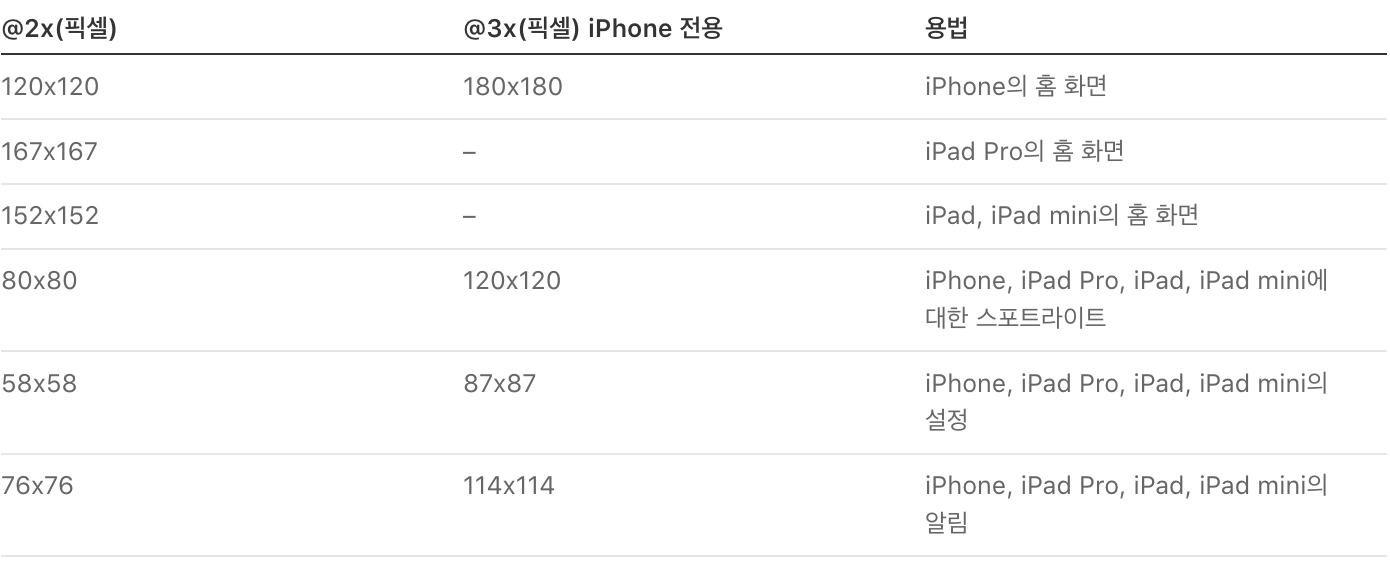 @2x(픽셀) @3x(픽셀) iPhone 전용 용법
120x120 180x180 iPhone의 홈 화면
167x167 – iPad Pro의 홈 화면
152x152 – iPad, iPad mini의 홈 화면
80x80 120x120 iPhone, iPad Pro, iPad, iPad mini에
대한 스포트라이트
58x58 87x87 iPhone, iPad Pro, iPad, iPad mini의
설정
76x76 114x114 iPhone, iPad Pro, iPad, iPad mini의
알림